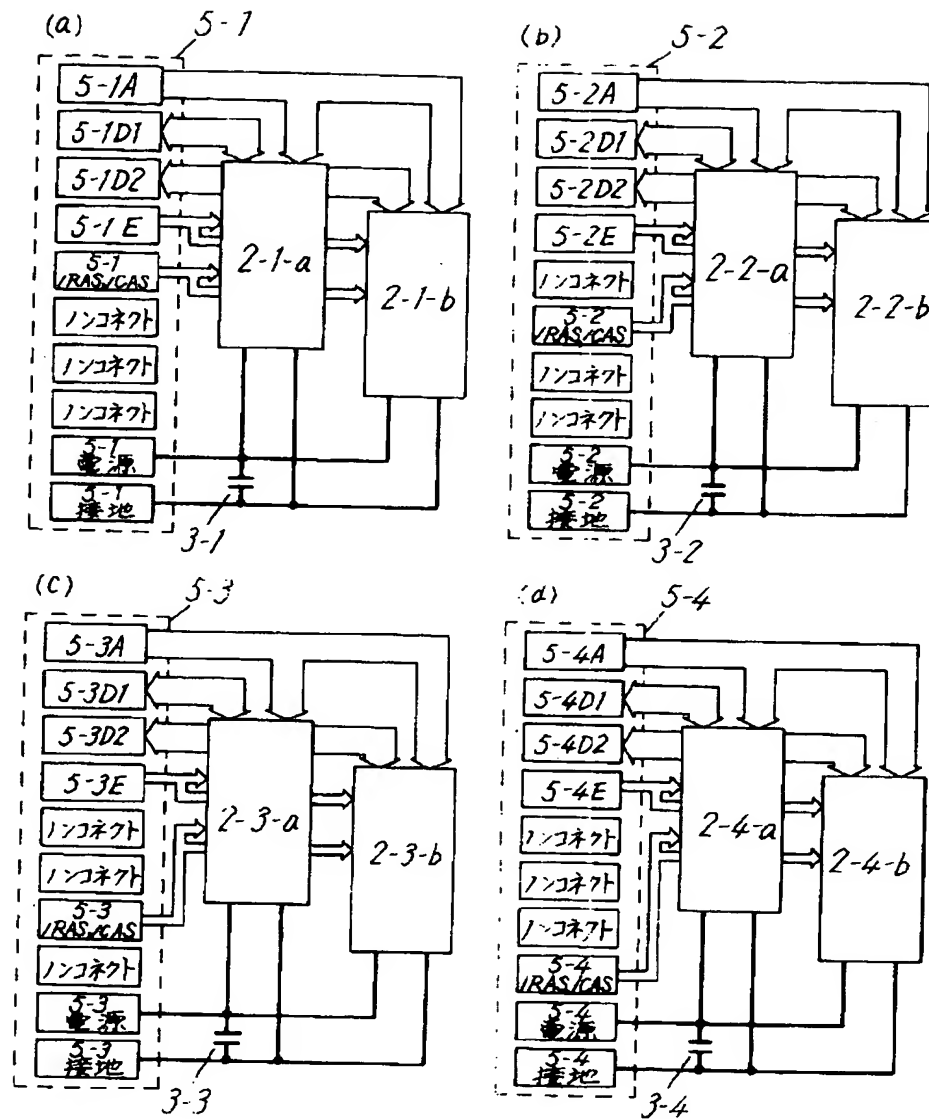 (a)
5-1
5-1A
5-1D1
5-1D2
5-1E
5-1
/RAS/CAS
ノンコネクト
ノンコネクト
ノンコネクト
5-1
電源
5-1
接地
2-1-a
2-1-b
3-1
(b)
5-2
5-2A
5-2D1
5-2D2
5-2E
ノンコネクト
5-2
/RAS/CAS
ノンコネクト
ノンコネクト
5-2
電源
5-2
接地
2-2-a
2-2-b
3-2
(c)
5-3
5-3A
5-3D1
5-3D2
5-3E
ノンコネクト
ノンコネクト
5-3
/RAS/CAS
ノンコネクト
5-3
電源
5-3
接地
2-3-a
2-3-b
3-3
(d)
5-4
5-4A
5-4D1
5-4D2
5-4E
ノンコネクト
ノンコネクト
ノンコネクト
5-4
/RAS/CAS
5-4
電源
5-4
接地
2-4-a
2-4-b
3-4